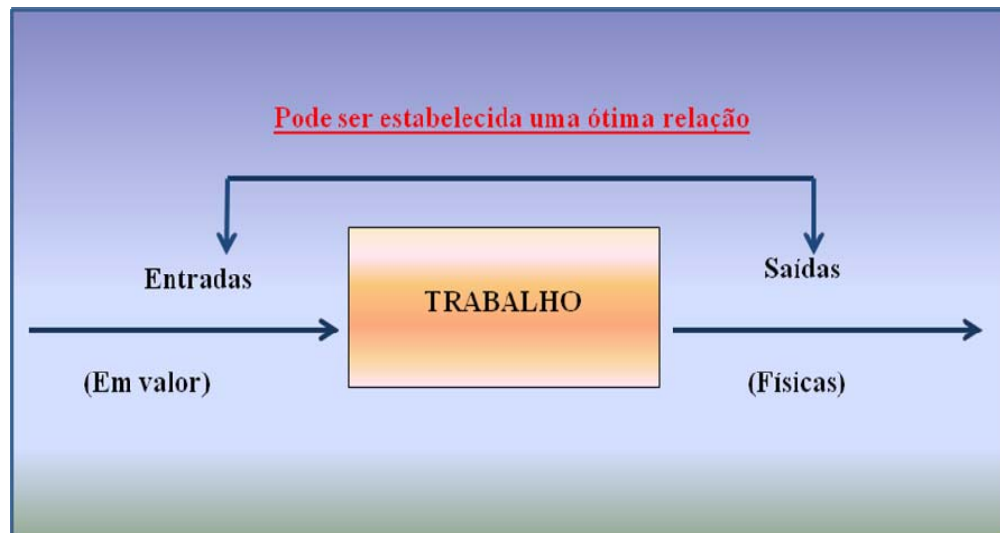 Pode ser estabelecida uma ótima relação
Entradas
Saídas
TRABALHO
(Em valor)
(Físicas)